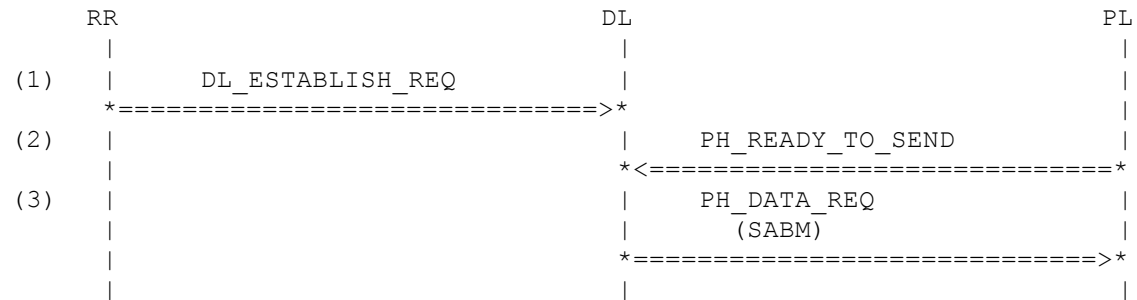 RR DL PL
| | |
(1) | DL_ESTABLISH_REQ | |
*==============================>* |
(2) | | PH_READY_TO_SEND |
| *<=============================*
(3) | | PH_DATA_REQ |
| | (SABM) |
| *=============================>*
| | |